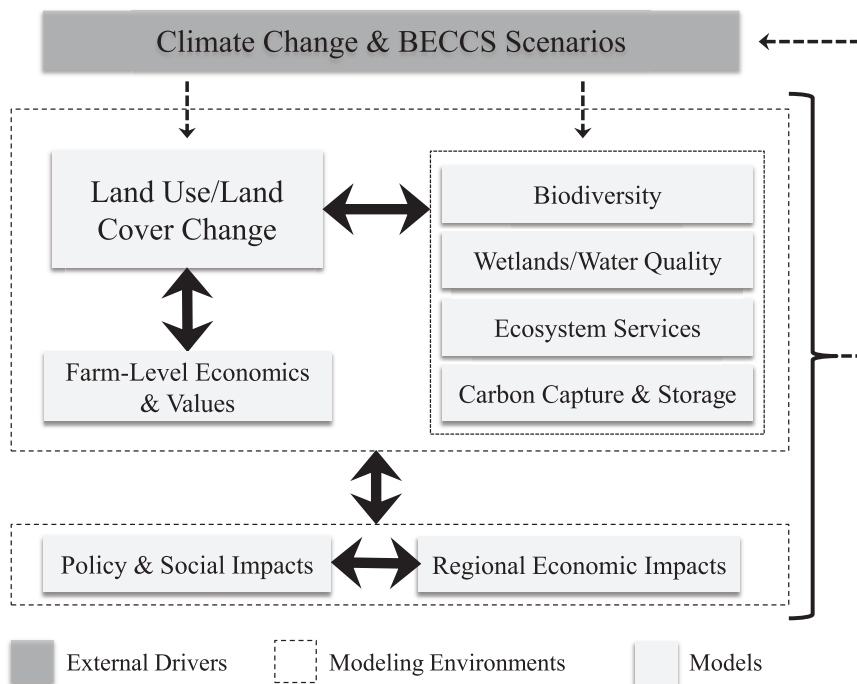 Climate Change & BECCS Scenarios
Land Use/Land
Cover Change
Biodiversity
Wetlands/Water Quality
Ecosystem Services
Carbon Capture & Storage
Farm-Level Economics
& Values
Policy & Social Impacts
Regional Economic Impacts
External Drivers
Modeling Environments
Models